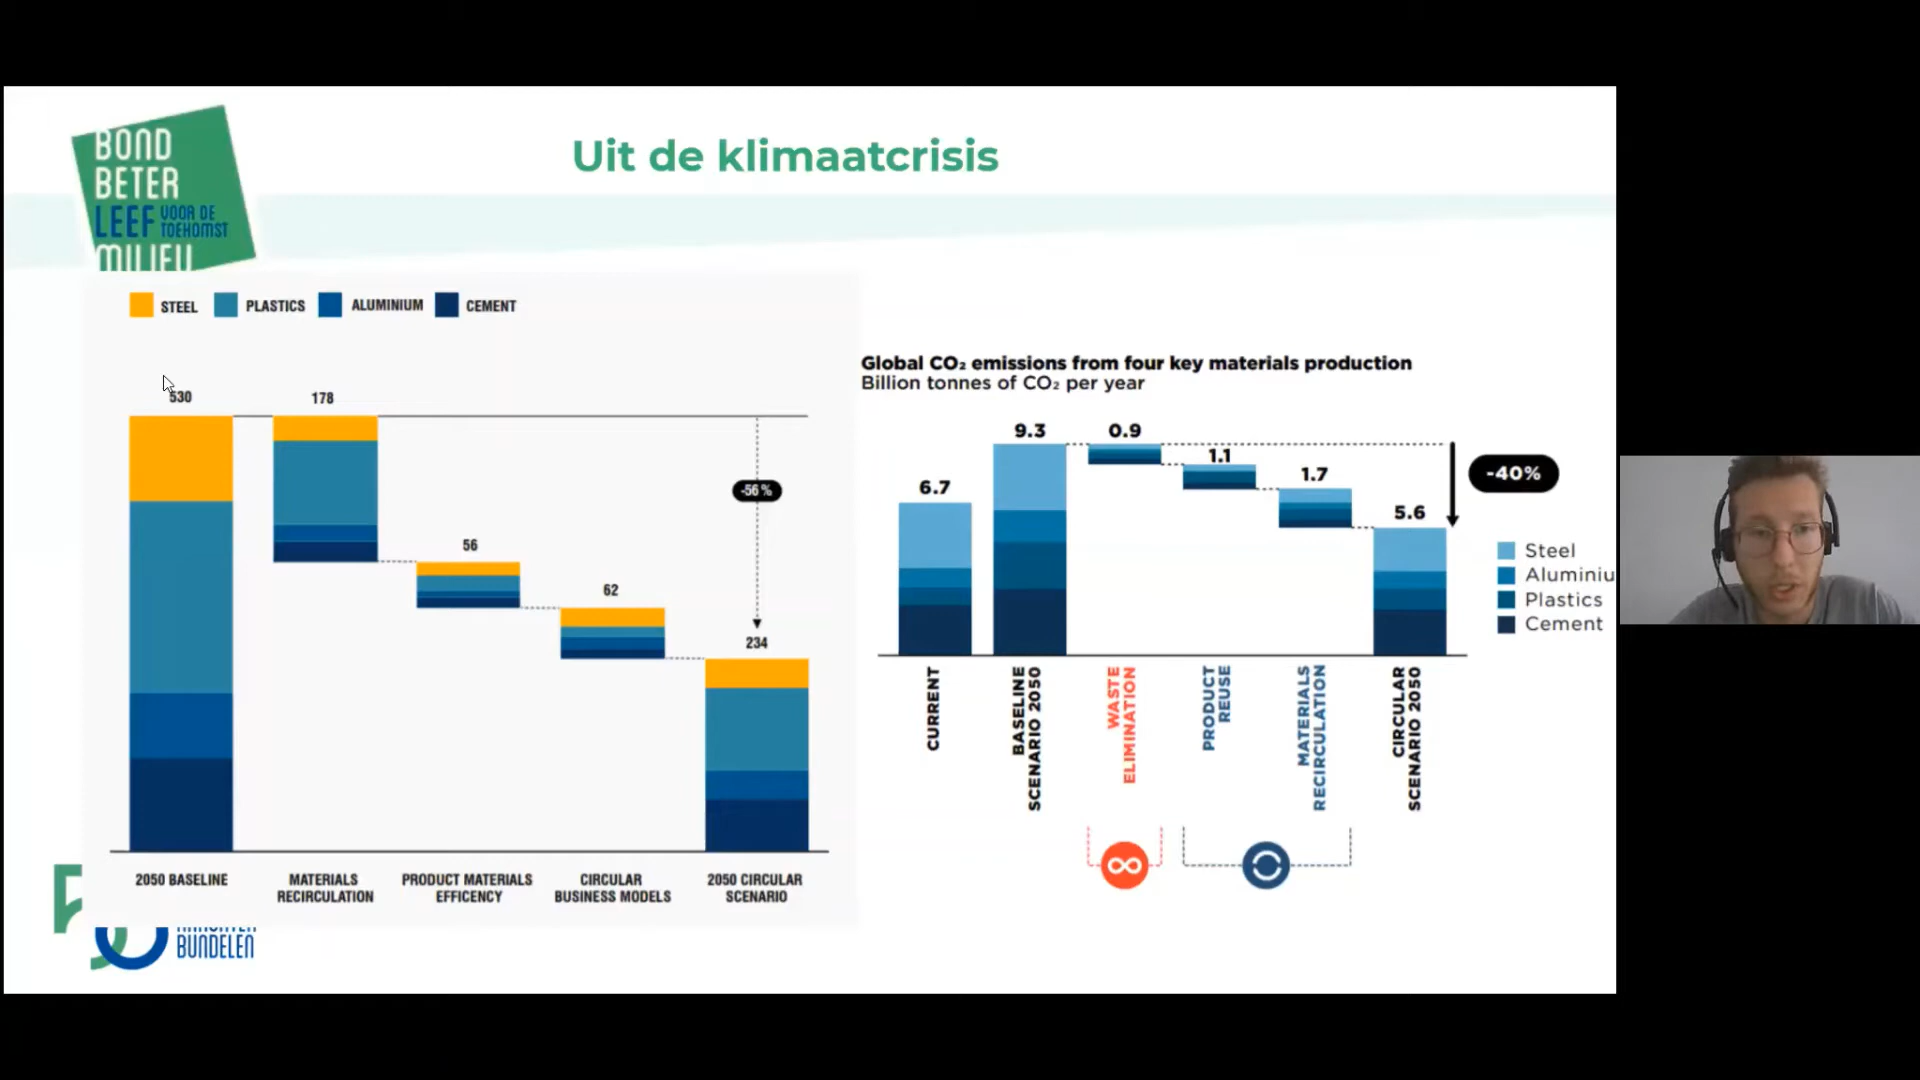 BOND
BETER
LEEF VOOR DE TOEKOMST
MILIEU
Uit de klimaatcrisis
STEEL PLASTICS ALUMINIUM CEMENT
530
178
56
62
234
-56 %
2050 BASELINE
MATERIALS
RECIRCULATION
PRODUCT MATERIALS
EFFICENCY
CIRCULAR
BUSINESS MODELS
2050 CIRCULAR
SCENARIO
Global CO₂ emissions from four key materials production
Billion tonnes of CO₂ per year
6.7
9.3
0.9
1.1
1.7
5.6
-40%
Steel
Aluminiu
Plastics
Cement
CURRENT
BASELINE
SCENARIO 2050
WASTE
ELIMINATION
PRODUCT
REUSE
MATERIALS
RECIRCULATION
CIRCULAR
SCENARIO 2050
BUNDELEN